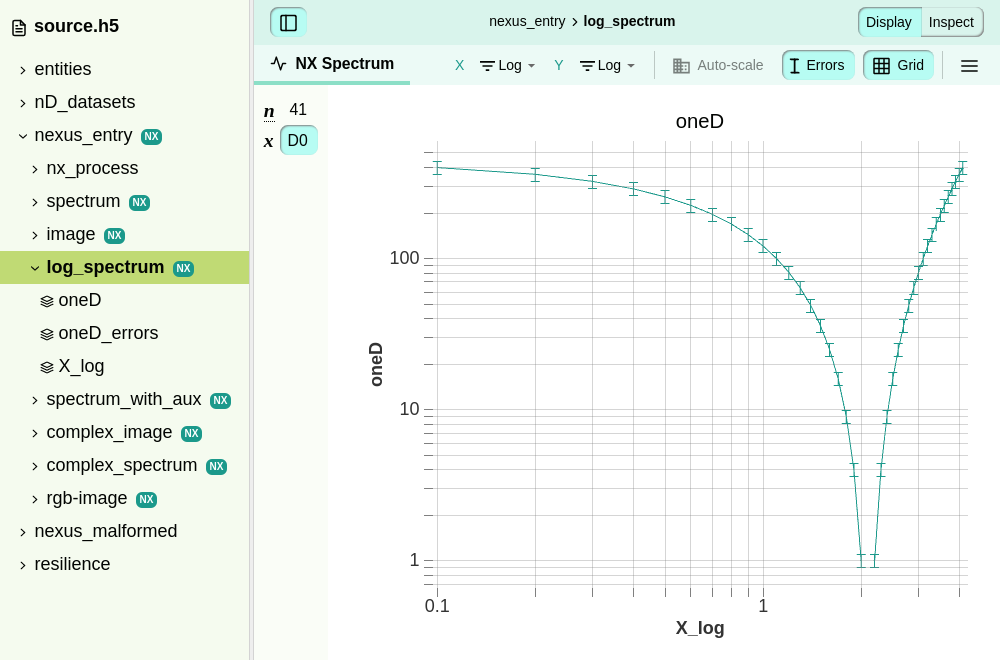 source.h5
entities
nD_datasets
nexus_entry NX
nx_process
spectrum NX
image NX
log_spectrum NX
oneD
oneD_errors
X_log
spectrum_with_aux NX
complex_image NX
complex_spectrum NX
rgb-image NX
nexus_malformed
resilience
nexus_entry > log_spectrum
Display Inspect
NX Spectrum X Log Y Log Auto-scale Errors Grid
n 41
x D0
oneD
100
10
1
oneD
0.1 1
X_log